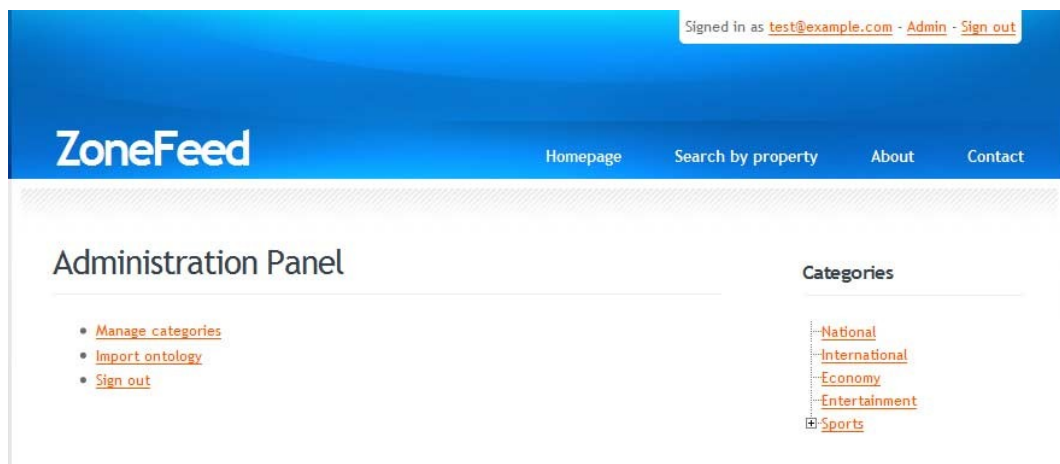 Signed in as test@example.com - Admin - Sign out
ZoneFeed
Homepage Search by property About Contact
Administration Panel
Manage categories
Import ontology
Sign out
Categories
National
International
Economy
Entertainment
Sports